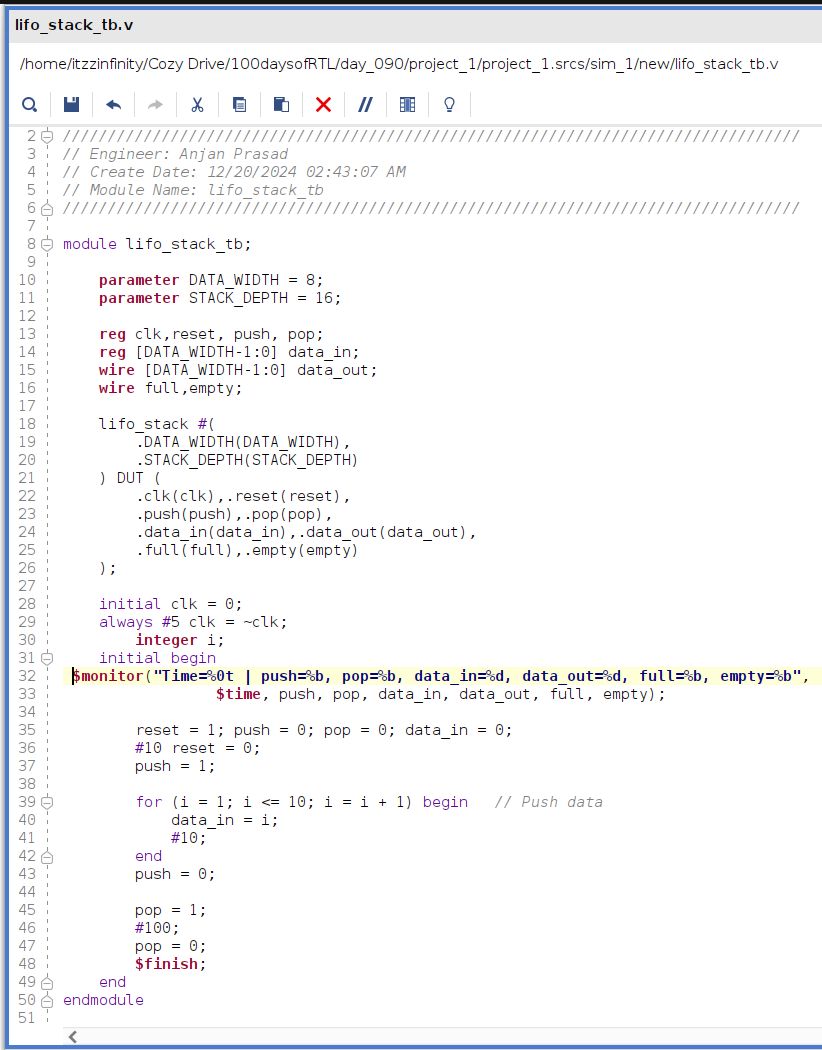 lifo_stack_tb.v
/home/itzzinfinity/Cozy Drive/100daysofRTL/day_090/project_1/project_1.srcs/sim_1/new/lifo_stack_tb.v
2 //////////////////////////////////////////////////////////////////////////////////
3 // Engineer: Anjan Prasad
4 // Create Date: 12/20/2024 02:43:07 AM
5 // Module Name: lifo_stack_tb
6 //////////////////////////////////////////////////////////////////////////////////
7
8 module lifo_stack_tb;
9
10     parameter DATA_WIDTH = 8;
11     parameter STACK_DEPTH = 16;
12
13     reg clk,reset, push, pop;
14     reg [DATA_WIDTH-1:0] data_in;
15     wire [DATA_WIDTH-1:0] data_out;
16     wire full,empty;
17
18     lifo_stack #(
19         .DATA_WIDTH(DATA_WIDTH),
20         .STACK_DEPTH(STACK_DEPTH)
21     ) DUT (
22         .clk(clk),.reset(reset),
23         .push(push),.pop(pop),
24         .data_in(data_in),.data_out(data_out),
25         .full(full),.empty(empty)
26     );
27
28     initial clk = 0;
29     always #5 clk = ~clk;
30         integer i;
31     initial begin
32  $monitor("Time=%0t | push=%b, pop=%b, data_in=%d, data_out=%d, full=%b, empty=%b",
33                  $time, push, pop, data_in, data_out, full, empty);
34
35         reset = 1; push = 0; pop = 0; data_in = 0;
36         #10 reset = 0;
37         push = 1;
38
39         for (i = 1; i <= 10; i = i + 1) begin   // Push data
40             data_in = i;
41             #10;
42         end
43         push = 0;
44
45         pop = 1;
46         #100;
47         pop = 0;
48         $finish;
49     end
50 endmodule
51